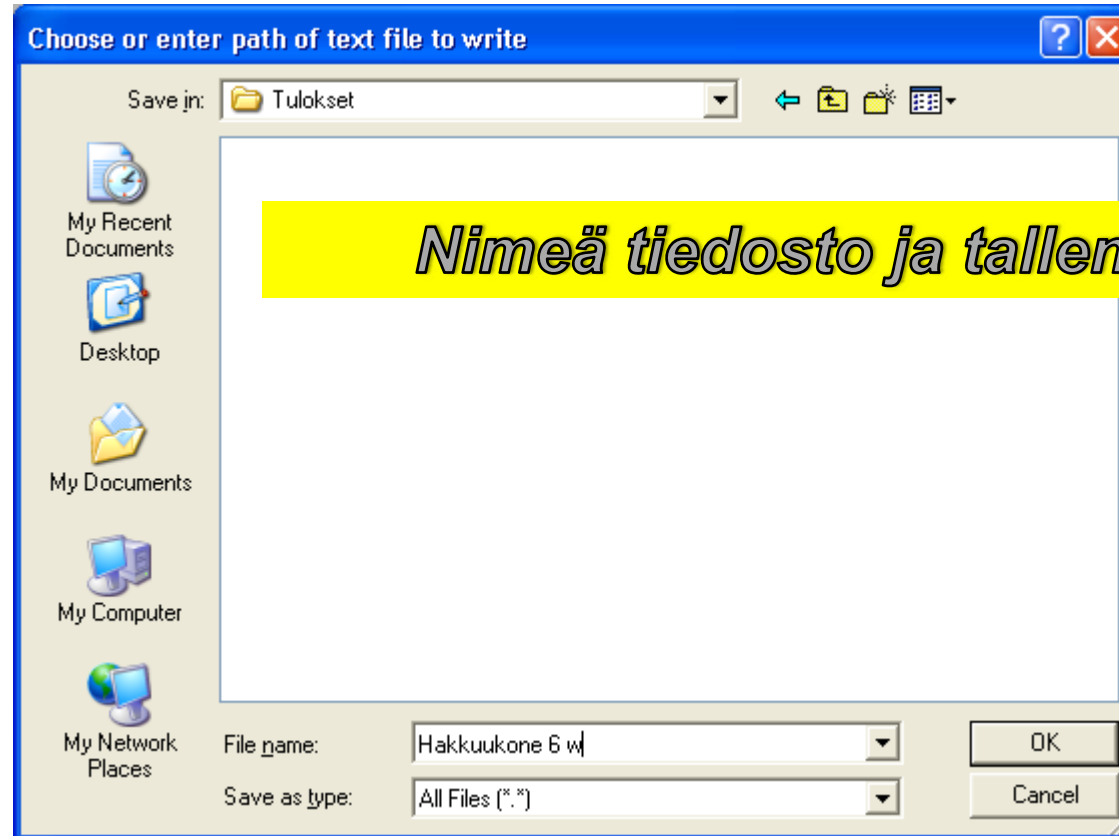 Choose or enter path of text file to write
Save in: Tulokset
My Recent
Documents
Nimeä tiedosto ja tallen
Desktop
My Documents
My Computer
My Network
Places
File name: Hakkuukone 6 w OK
Save as type: All Files (*.*) Cancel